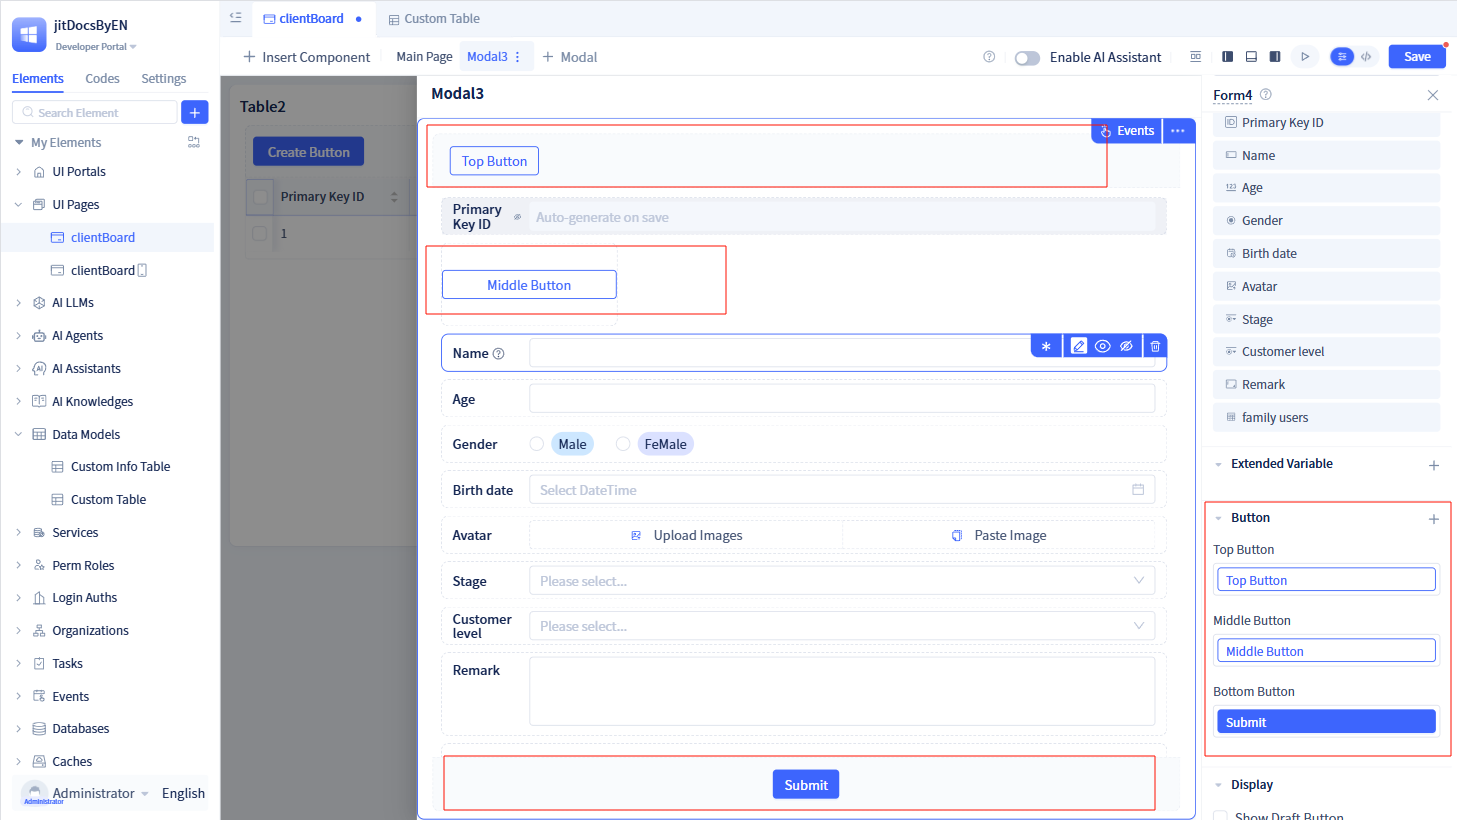 jitDocsByEN
Developer Portal
Elements
Codes
Settings
Search Element
My Elements
UI Portals
UI Pages
clientBoard
clientBoard
AI LLMs
AI Agents
AI Assistants
AI Knowledges
Data Models
Custom Info Table
Custom Table
Services
Perm Roles
Login Auths
Organizations
Tasks
Events
Databases
Caches
Administrator
Administrator
English
clientBoard
Custom Table
Insert Component
Main Page
Modal3
Modal
Enable AI Assistant
Save
Table2
Create Button
Primary Key ID
1
Modal3
Events
Top Button
Primary
Key ID
Auto-generate on save
Middle Button
Name
Age
Gender
Male
FeMale
Birth date
Select DateTime
Avatar
Upload Images
Paste Image
Stage
Please select...
Customer
level
Please select...
Remark
Submit
Form4
Primary Key ID
Name
123 Age
Gender
Birth date
Avatar
Stage
Customer level
Remark
family users
Extended Variable
Button
Top Button
Top Button
Middle Button
Middle Button
Bottom Button
Submit
Display
Show Draft Button